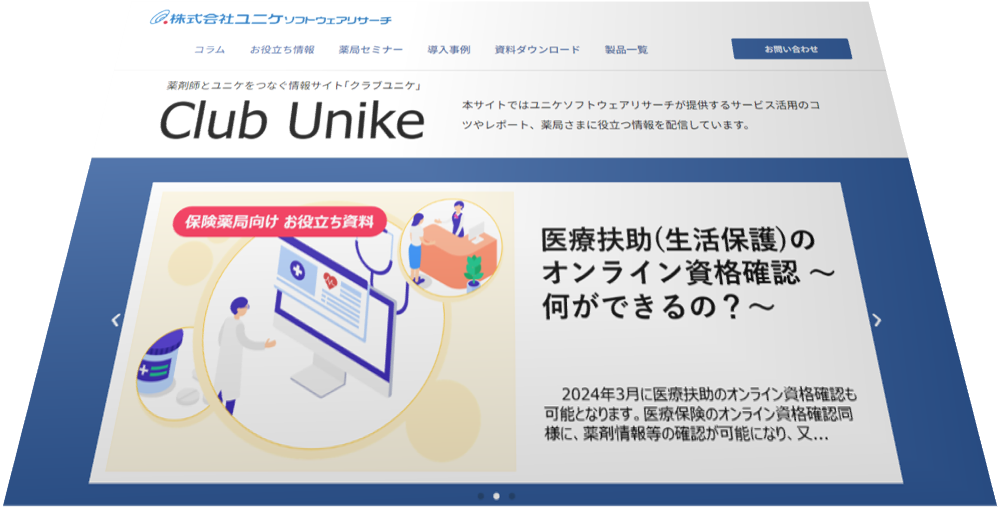 株式会社ユニケソフトウェアリサーチ
コラム お役立ち情報 薬局セミナー 導入事例 資料ダウンロード 製品一覧 お問い合わせ
薬剤師とユニケをつなぐ情報サイト「クラブユニケ」
Club Unike
本サイトではユニケソフトウェアリサーチが提供するサービス活用のコ
ツやレポート、薬局さまに役立つ情報を配信しています。
保険薬局向け お役立ち資料
医療扶助(生活保護)の
オンライン資格確認 ～
何ができるの？～
2024年3月に医療扶助のオンライン資格確認も
可能となります。医療保険のオンライン資格確認同
様に、薬剤情報等の確認が可能になり、又...